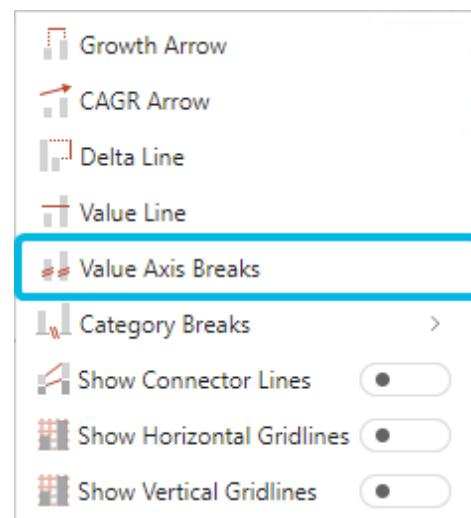 Growth Arrow
CAGR Arrow
Delta Line
Value Line
Value Axis Breaks
Category Breaks
Show Connector Lines
Show Horizontal Gridlines
Show Vertical Gridlines